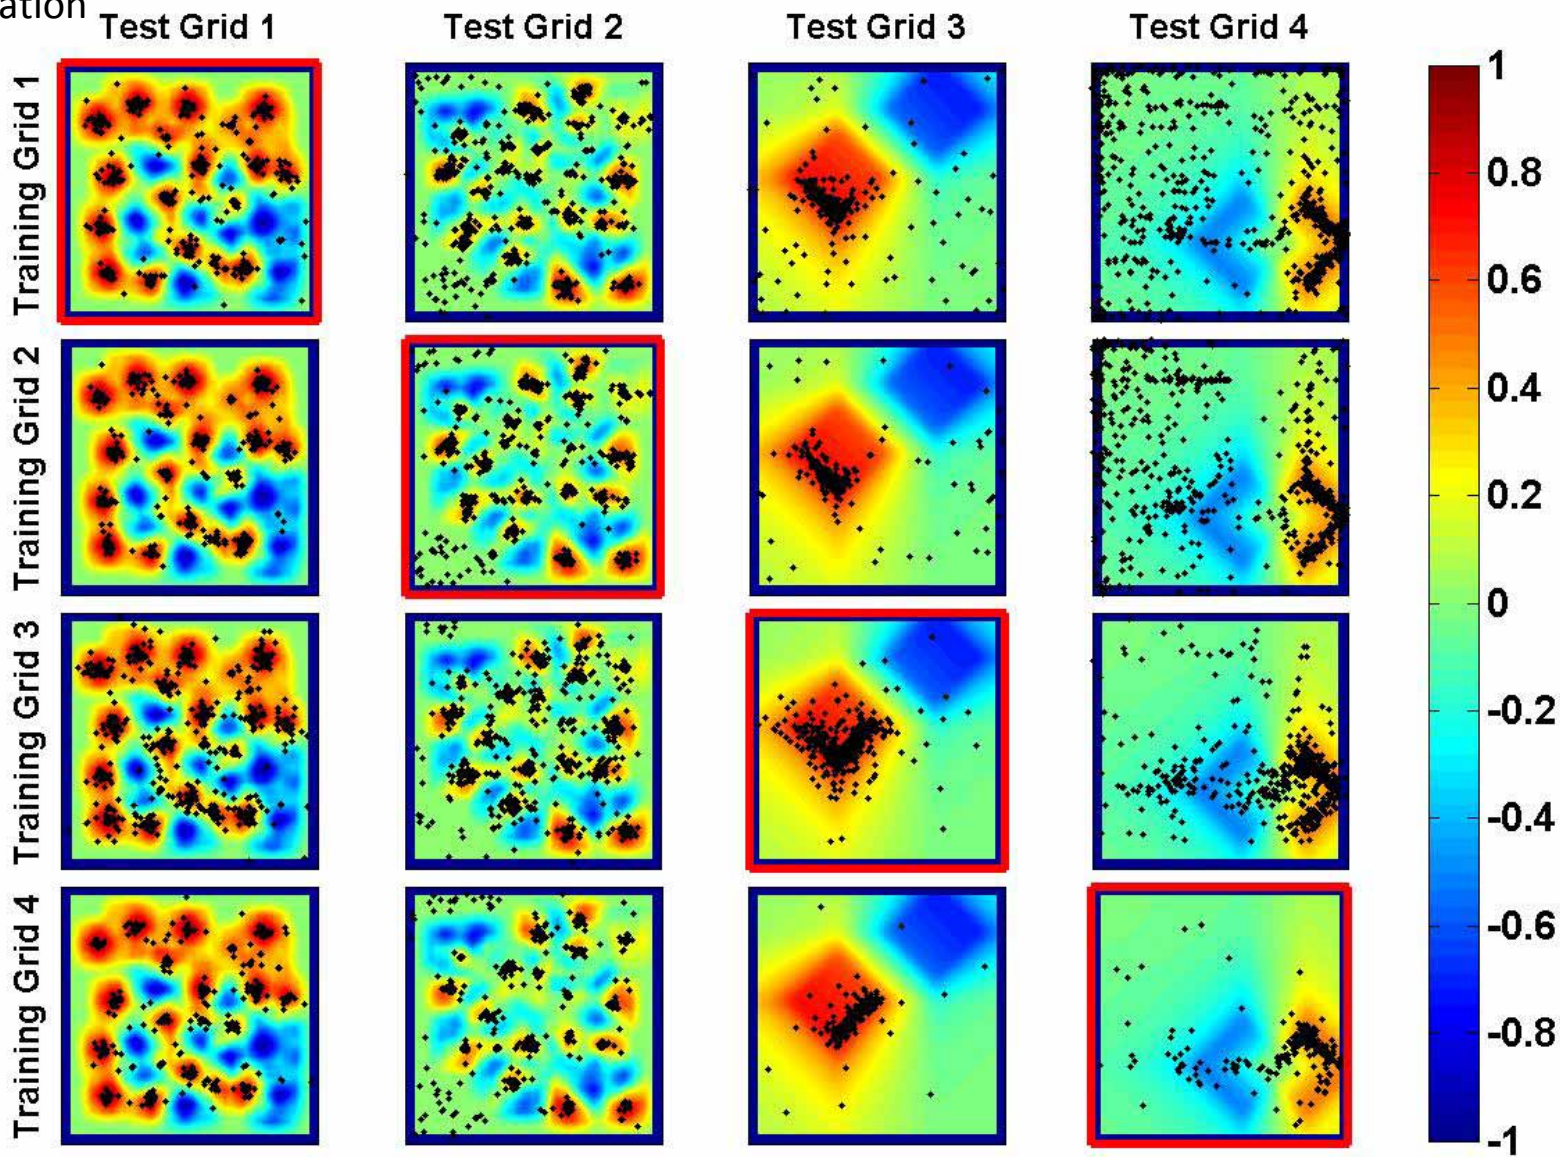 ation
Test Grid 1
Test Grid 2
Test Grid 3
Test Grid 4
Training Grid 1
Training Grid 2
Training Grid 3
Training Grid 4
1
0.8
0.6
0.4
0.2
0
-0.2
-0.4
-0.6
-0.8
-1